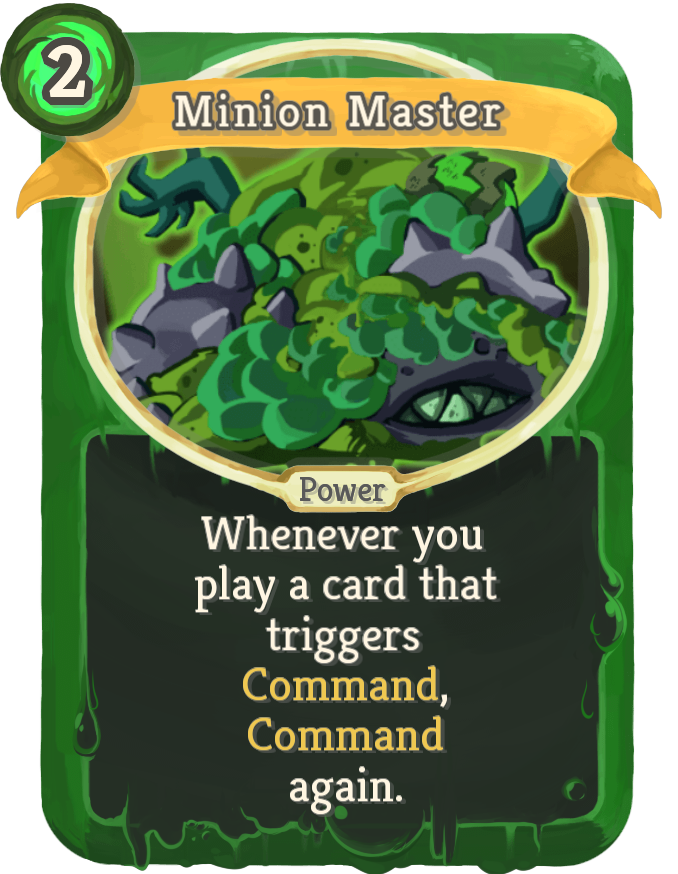 2
Minion Master
Power
Whenever you
play a card that
triggers
Command,
Command
again.